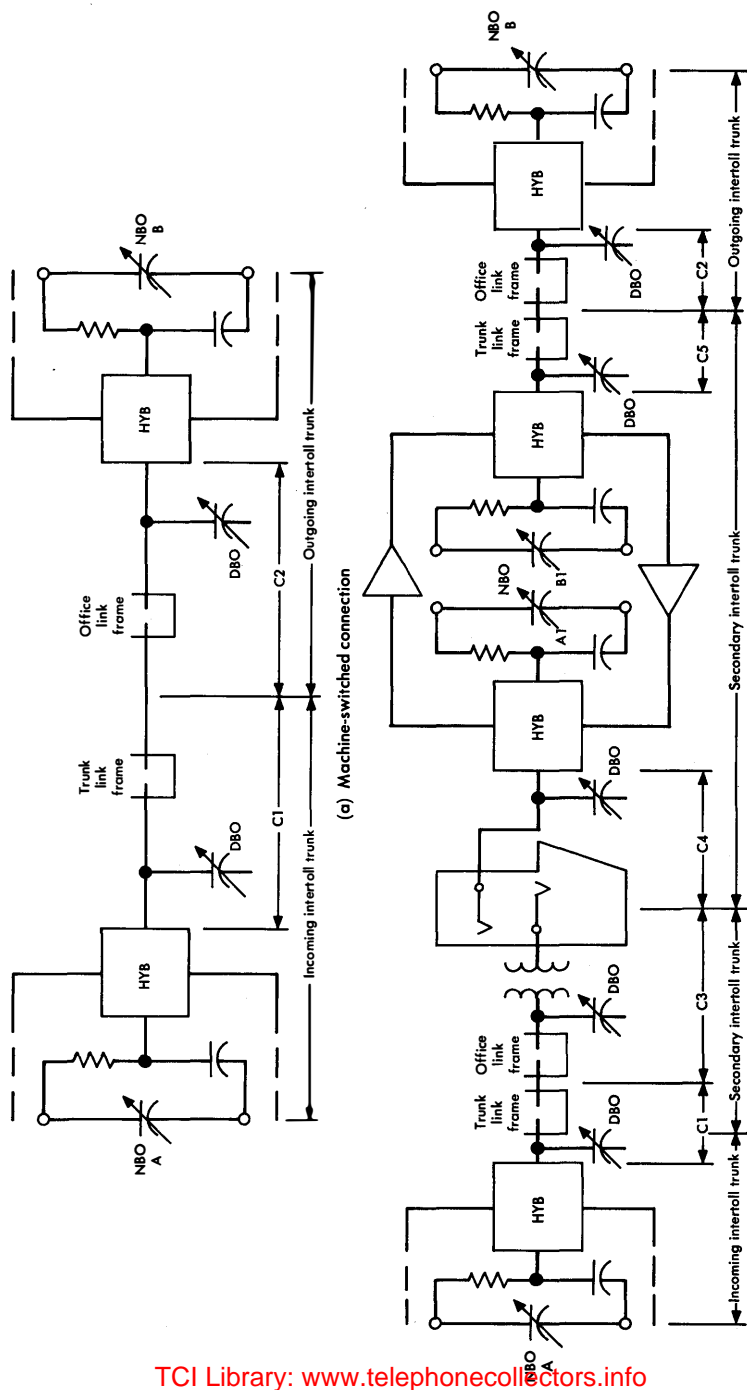 NBO
B
HYB
DBO
Office
link
frame
C2
Outgoing intertoll trunk
Trunk
link
frame
C1
Incoming intertoll trunk
DBO
HYB
NBO
A
(a) Machine-switched connection
NBO
B
HYB
DBO
Office
link
frame
C2
Outgoing intertoll trunk
Trunk
link
frame
C5
DBO
HYB
B1
NBO
A1
HYB
Secondary intertoll trunk
DBO
C4
DBO
C3
Secondary intertoll trunk
Office
link
frame
Trunk
link
frame
C1
DBO
HYB
Incoming intertoll trunk
NBO
A
TCI Library: www.telephonecollectors.info